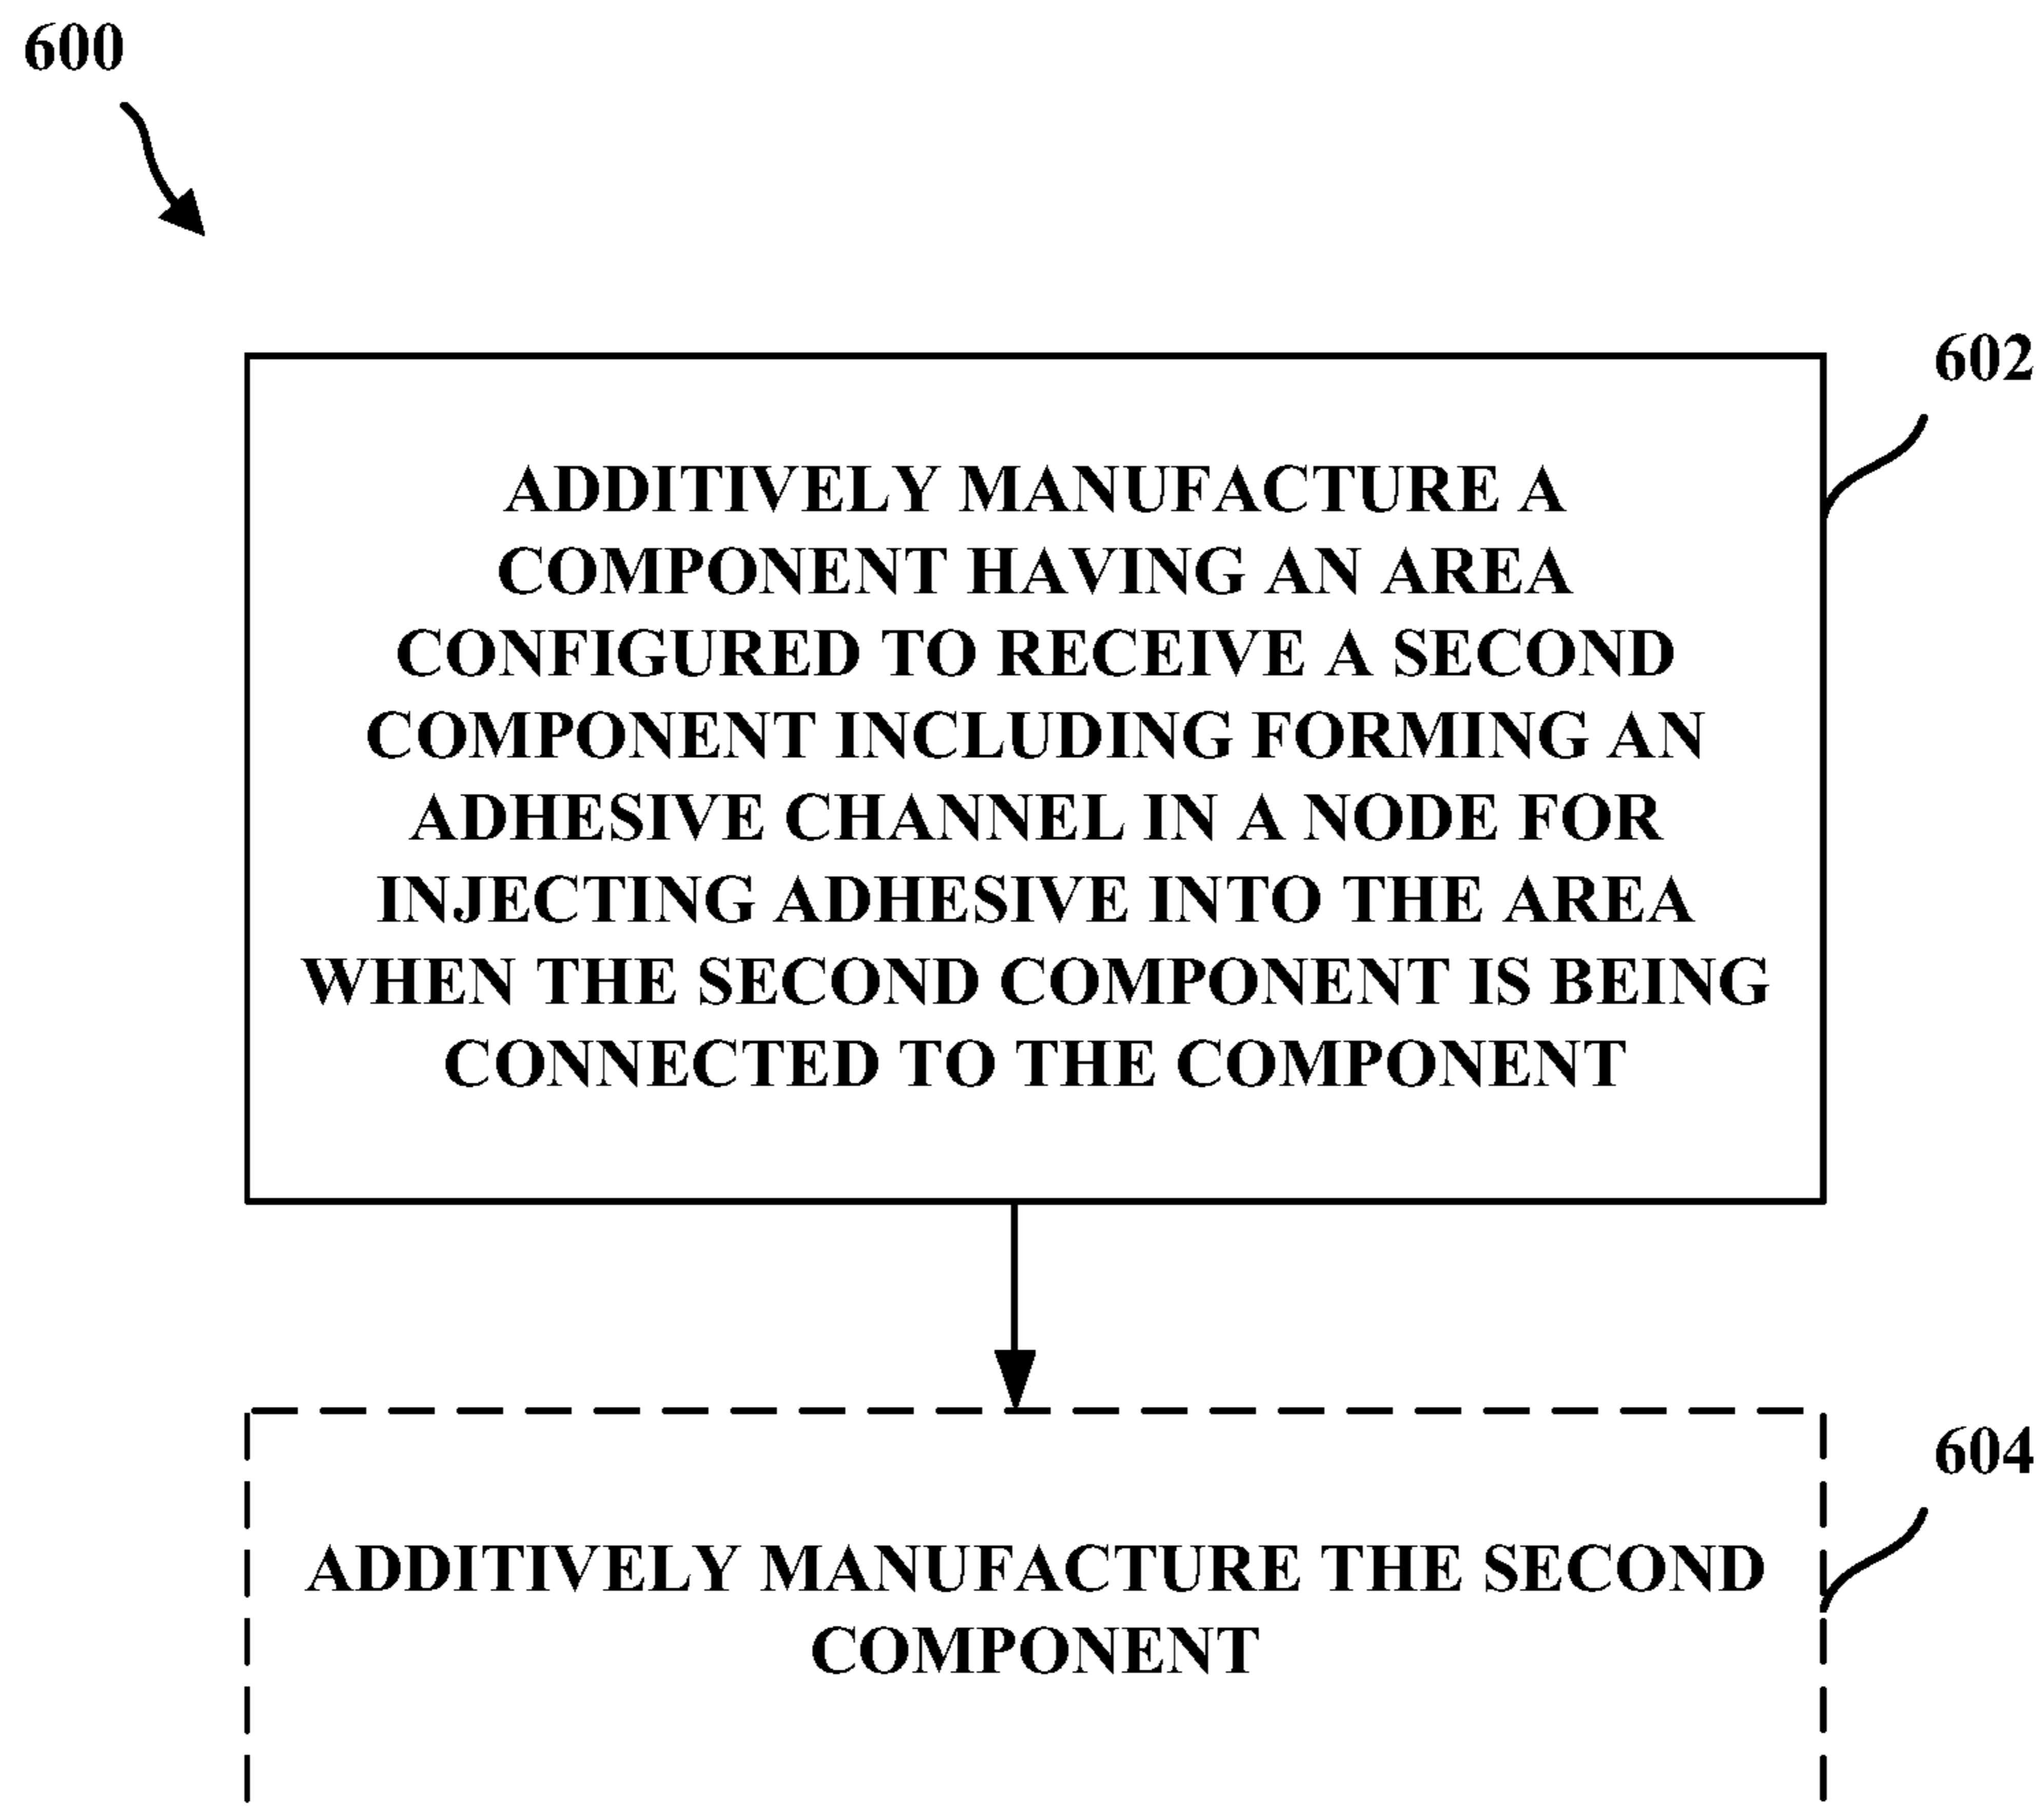 600
602
ADDITIVELY MANUFACTURE A
COMPONENT HAVING AN AREA
CONFIGURED TO RECEIVE A SECOND
COMPONENT INCLUDING FORMING AN
ADHESIVE CHANNEL IN A NODE FOR
INJECTING ADHESIVE INTO THE AREA
WHEN THE SECOND COMPONENT IS BEING
CONNECTED TO THE COMPONENT
604
ADDITIVELY MANUFACTURE THE SECOND
COMPONENT